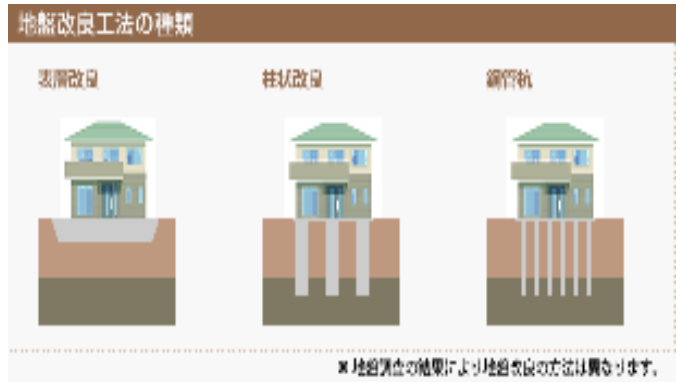 地盤改良工法の種類
表層改良
柱状改良
鋼管杭
※地盤調査の結果により地盤改良の方法は異なります。